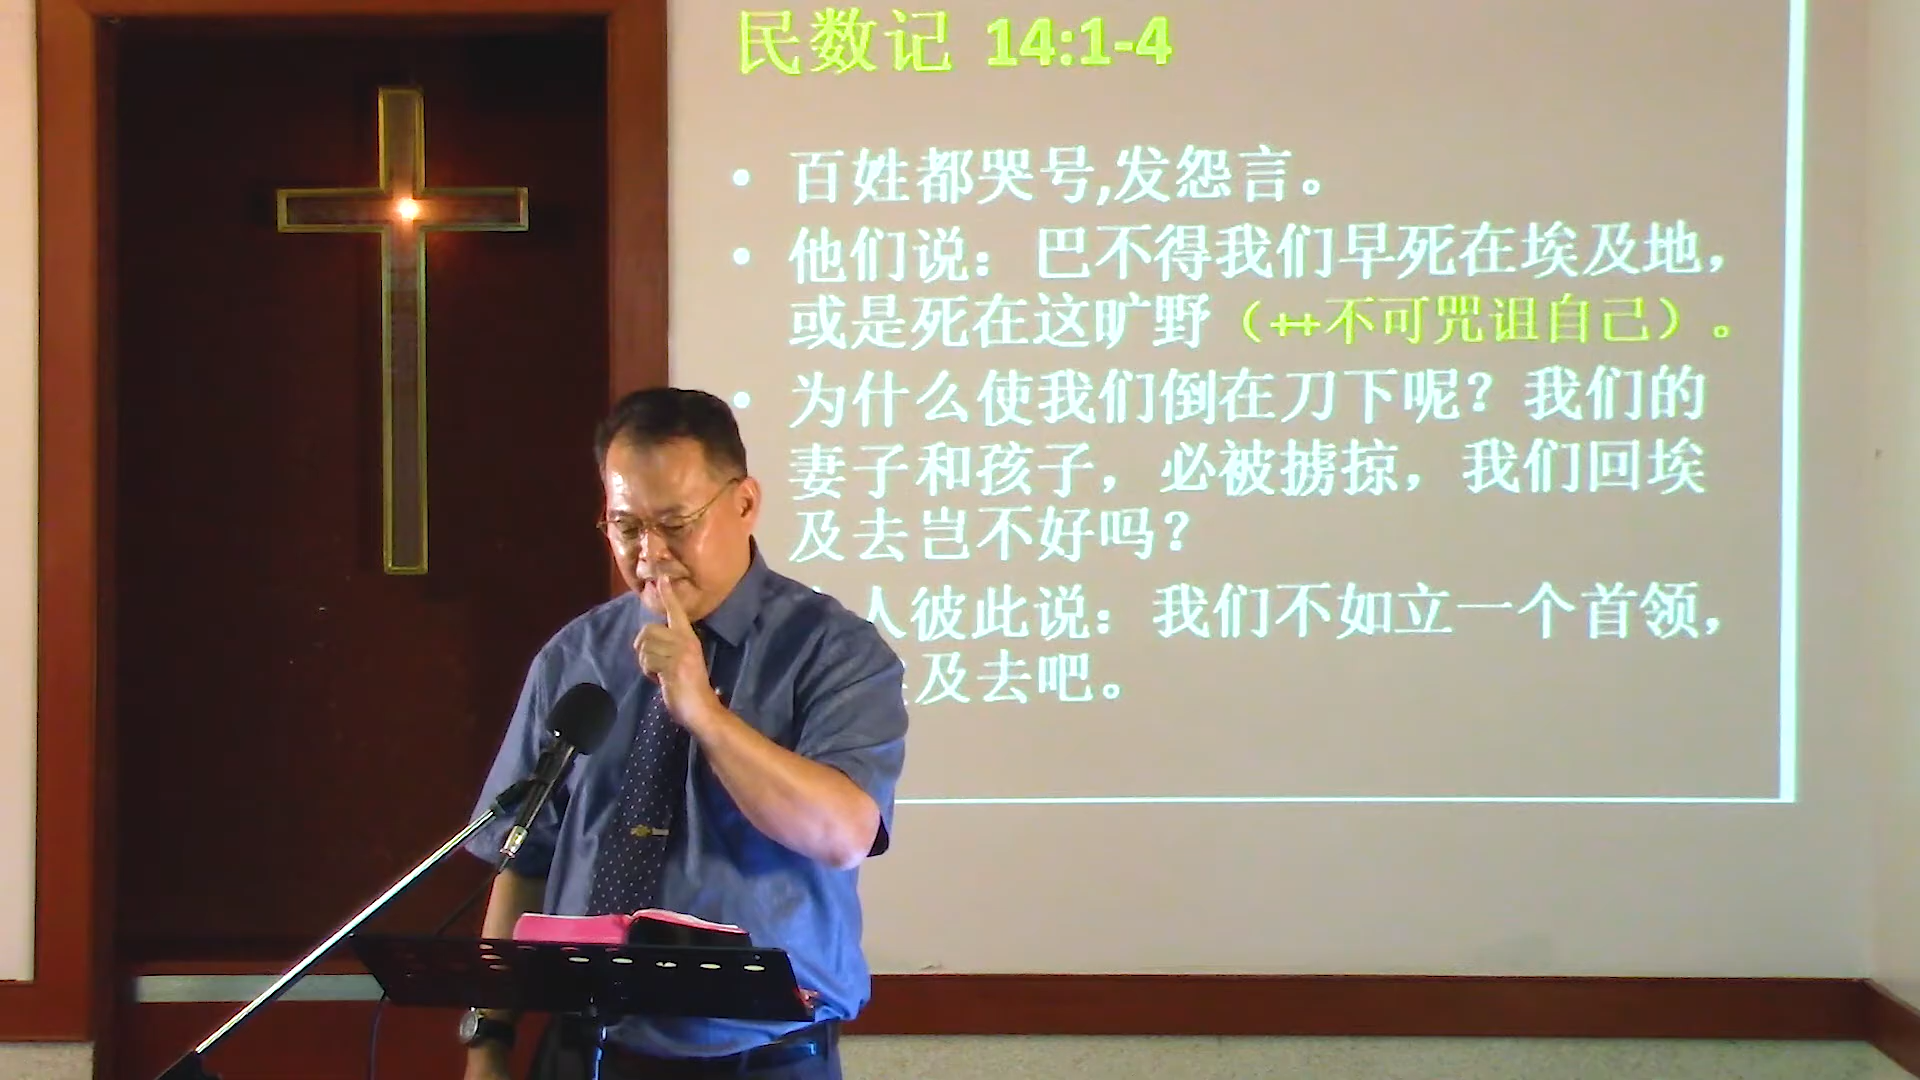 民数记 14:1-4
• 百姓都哭号,发怨言。
• 他们说：巴不得我们早死在埃及地，
或是死在这旷野（++不可咒诅自己）。
• 为什么使我们倒在刀下呢？我们的
妻子和孩子，必被掳掠，我们回埃
及去岂不好吗？
人彼此说：我们不如立一个首领，
及去吧。